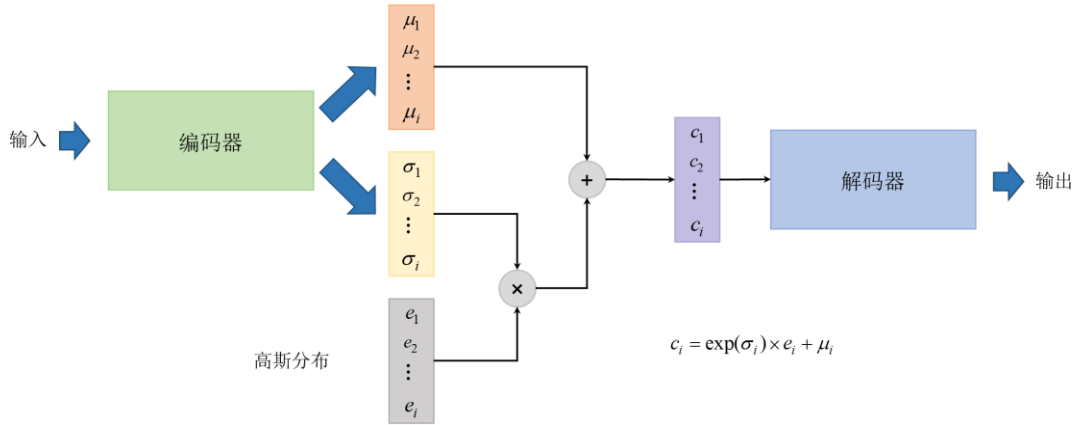 输入
编码器
μ₁
μ₂
⋮
μᵢ
σ₁
σ₂
⋮
σᵢ
高斯分布
e₁
e₂
⋮
eᵢ
×
+
c₁
c₂
⋮
cᵢ
解码器
输出
cᵢ = exp(σᵢ) × eᵢ + μᵢ